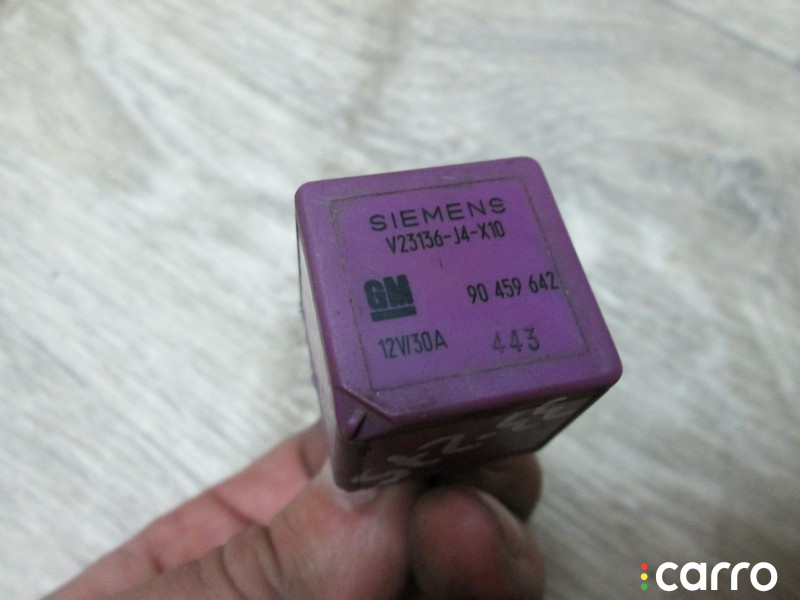 SIEMENS
V23136-J4-X10
GM 90 459 642
12V/30A 443
carro